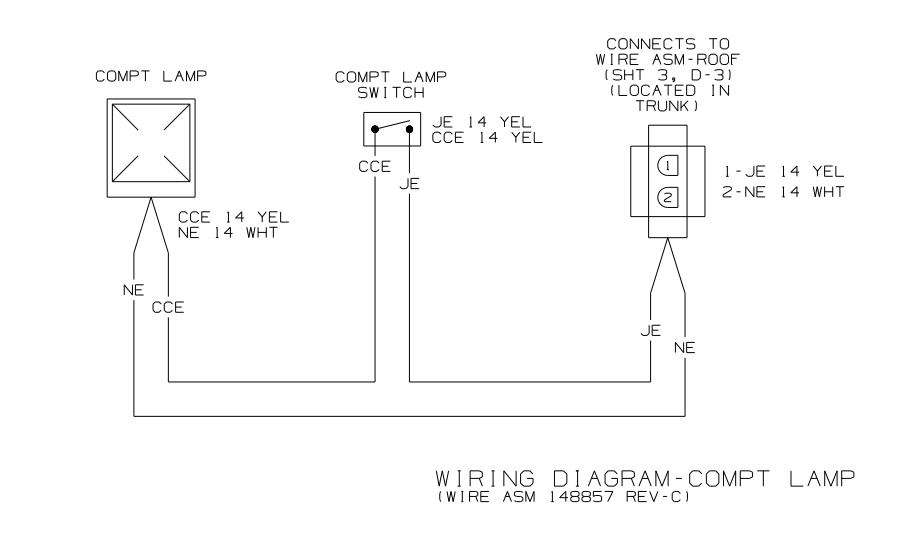 COMPT LAMP
CCE 14 YEL
NE 14 WHT
NE
CCE
COMPT LAMP
SWITCH
JE 14 YEL
CCE 14 YEL
CCE
JE
CONNECTS TO
WIRE ASM-ROOF
(SHT 3, D-3)
(LOCATED IN
TRUNK)
1
2
1-JE 14 YEL
2-NE 14 WHT
JE
NE
WIRING DIAGRAM-COMPT LAMP
(WIRE ASM 148857 REV-C)